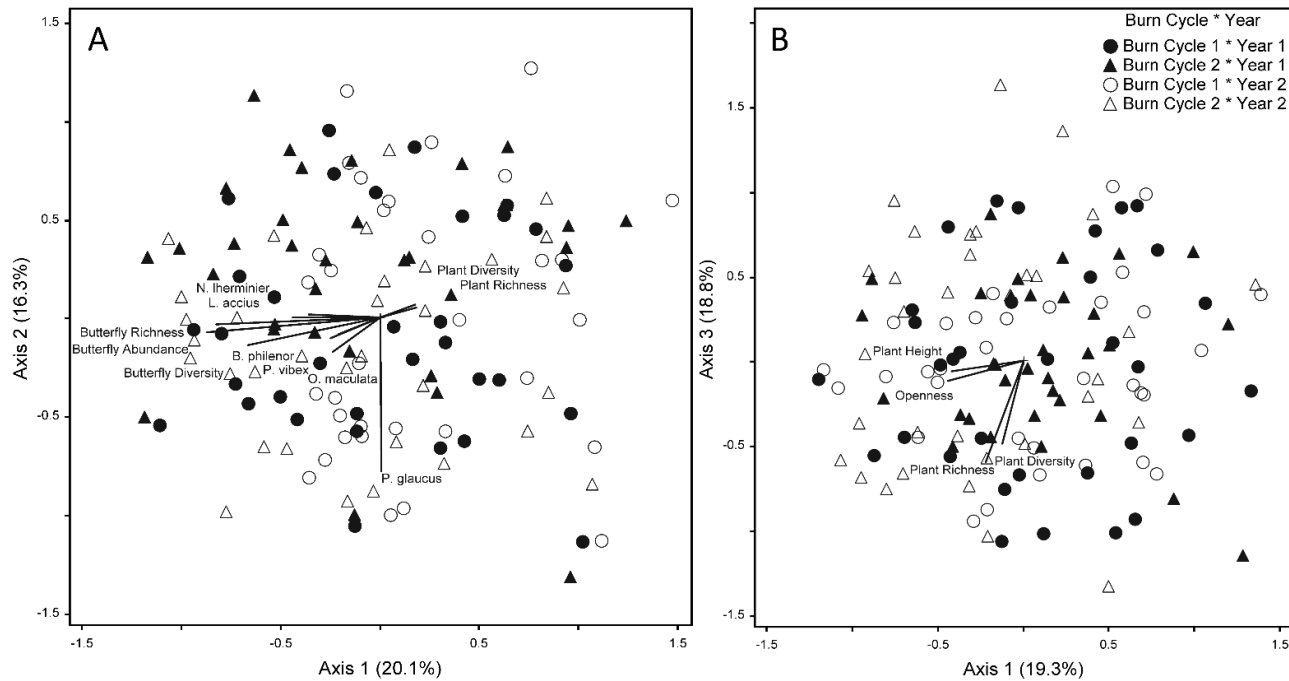 A
1.5
0.5
-0.5
-1.5
Axis 2 (16.3%)
Plant Diversity
Plant Richness
N. lherminier
L. accius
Butterfly Richness
Butterfly Abundance
Butterfly Diversity
B. philenor
P. vibex
O. maculata
P. glaucus
-1.5
-1.0
-0.5
0.5
1.5
Axis 1 (20.1%)
B
Burn Cycle * Year
Burn Cycle 1 * Year 1
Burn Cycle 2 * Year 1
Burn Cycle 1 * Year 2
Burn Cycle 2 * Year 2
1.5
0.5
-0.5
-1.5
Axis 3 (18.8%)
Plant Height
Openness
Plant Richness
Plant Diversity
-1.5
-0.5
0.5
1.5
Axis 1 (19.3%)